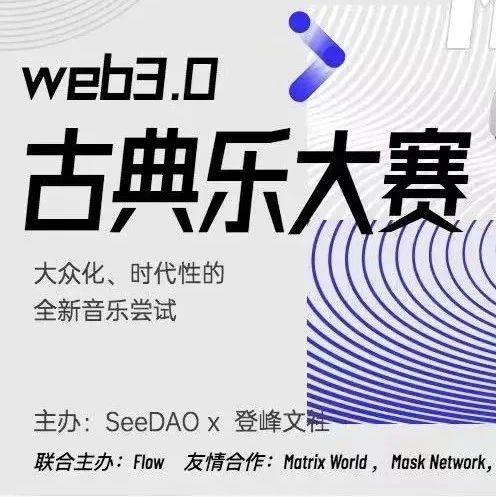 web3.0
古典乐大赛
大众化、时代性的
全新音乐尝试
主办：SeeDAO x 登峰文社
联合主办：Flow 友情合作：Matrix World , Mask Network,